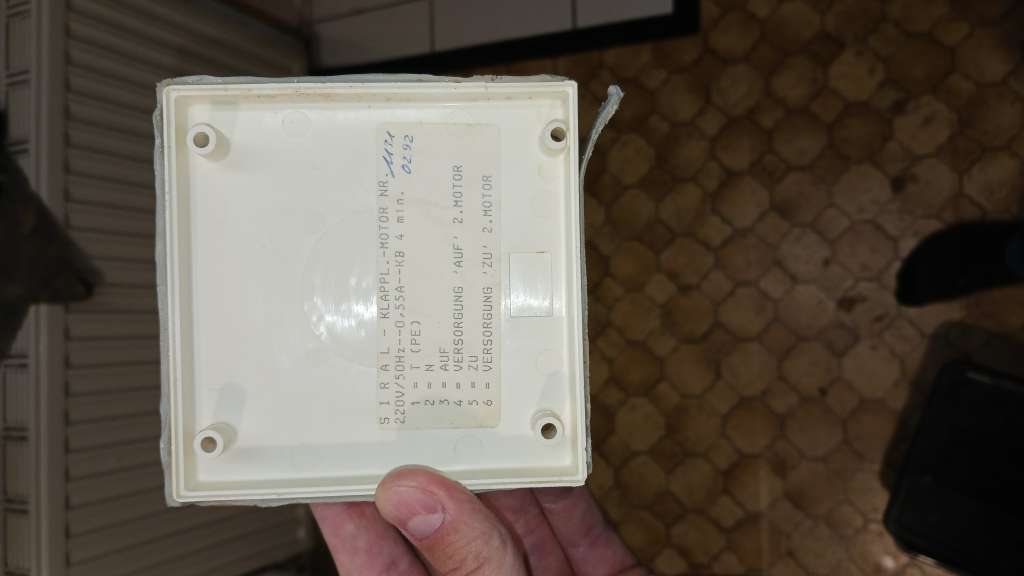 S I R A L - KLAPPL.-MOTOR NR.
220V/50Hz--0,55A--KB 4 min. 0292
1 = T (PE)
2 = N
3 = AUF
4 = VERSORGUNG 'AUF' 2.MOTOR
5 = ZU
6 = VERSORGUNG 'ZU' 2.MOTOR